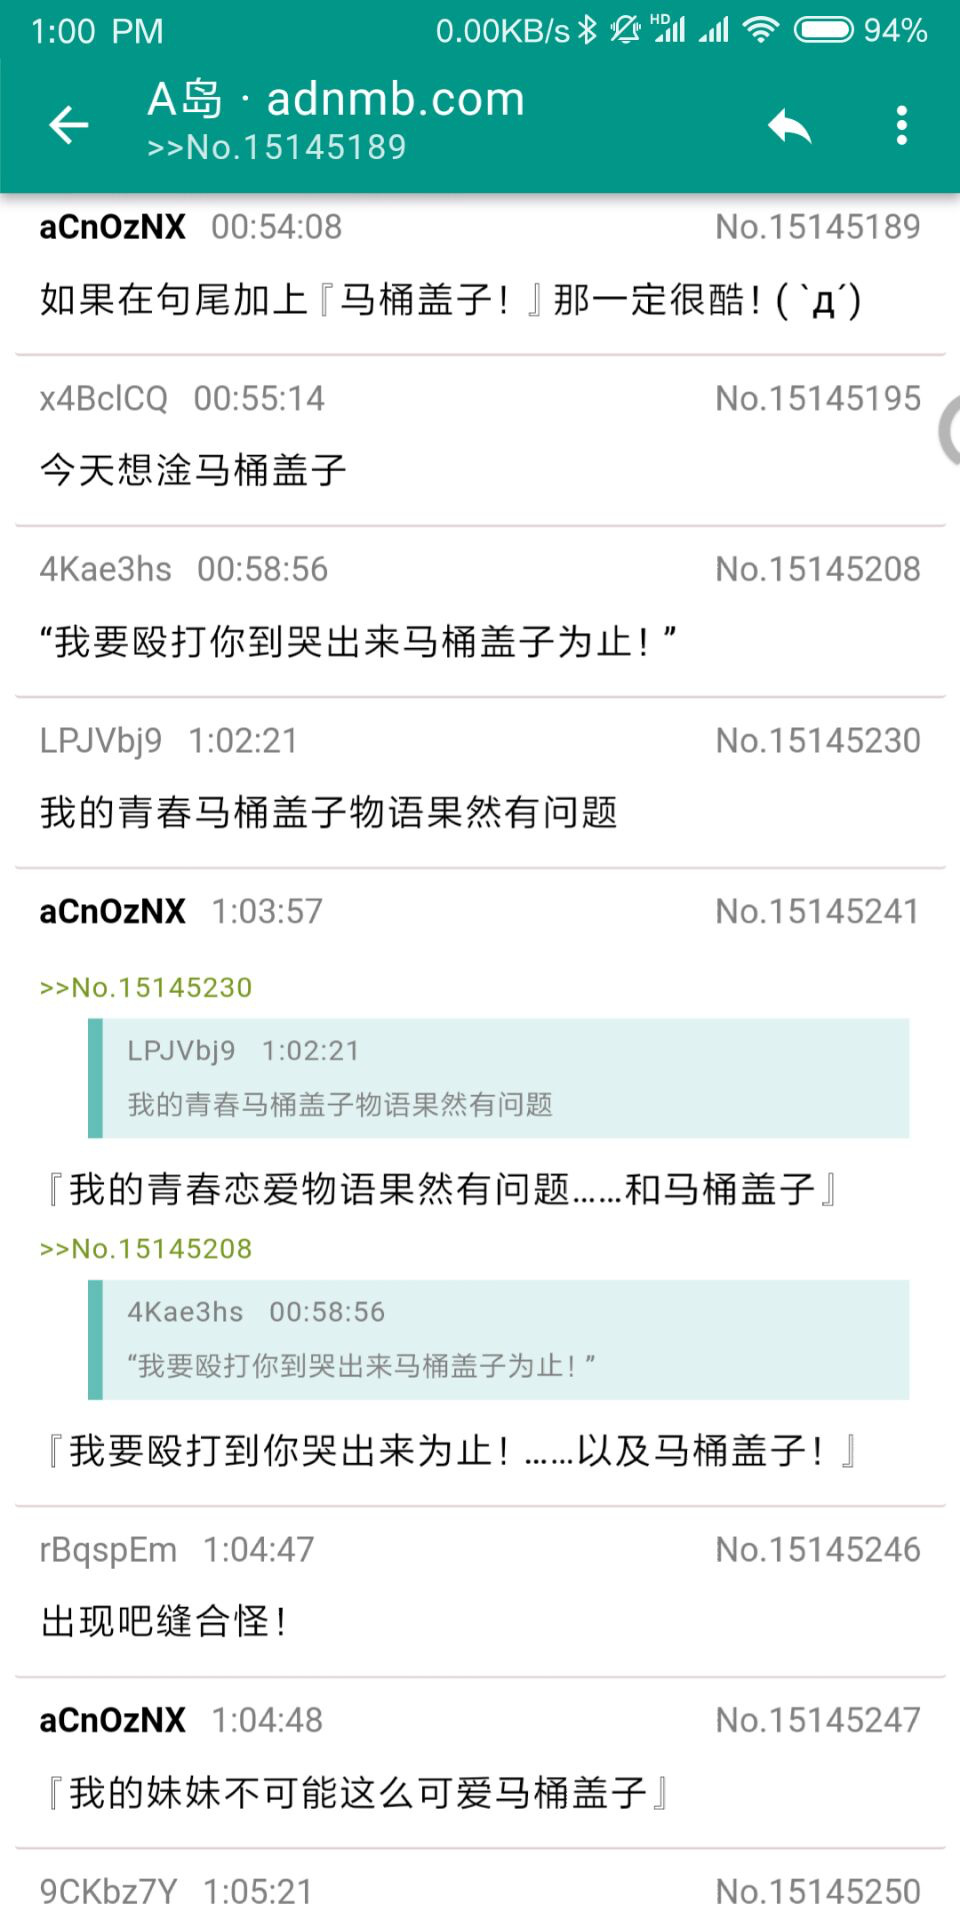 1:00 PM 0.00KB/s HD 94%
A岛 · adnmb.com
>>No.15145189
aCnOzNX 00:54:08 No.15145189
如果在句尾加上『马桶盖子！』那一定很酷！( `д´)
x4BclCQ 00:55:14 No.15145195
今天想淦马桶盖子
4Kae3hs 00:58:56 No.15145208
“我要殴打你到哭出来马桶盖子为止！”
LPJVbj9 1:02:21 No.15145230
我的青春马桶盖子物语果然有问题
aCnOzNX 1:03:57 No.15145241
>>No.15145230
LPJVbj9 1:02:21
我的青春马桶盖子物语果然有问题
『我的青春恋爱物语果然有问题……和马桶盖子』
>>No.15145208
4Kae3hs 00:58:56
“我要殴打你到哭出来马桶盖子为止！”
『我要殴打到你哭出来为止！……以及马桶盖子！』
rBqspEm 1:04:47 No.15145246
出现吧缝合怪！
aCnOzNX 1:04:48 No.15145247
『我的妹妹不可能这么可爱马桶盖子』
9CKbz7Y 1:05:21 No.15145250